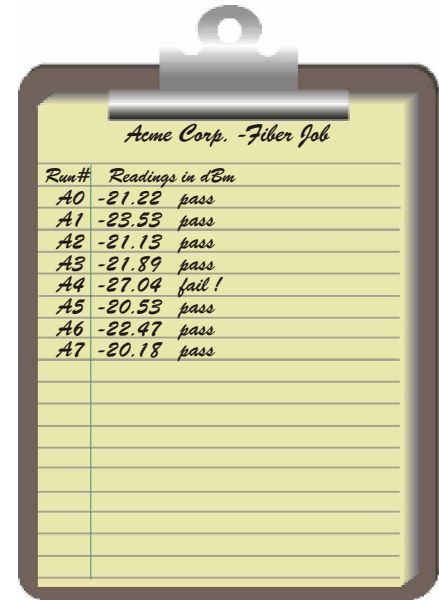 Acme Corp. -Fiber Job
Run# Readings in dBm
A0 -21.22 pass
A1 -23.53 pass
A2 -21.13 pass
A3 -21.89 pass
A4 -27.04 fail!
A5 -20.53 pass
A6 -22.47 pass
A7 -20.18 pass